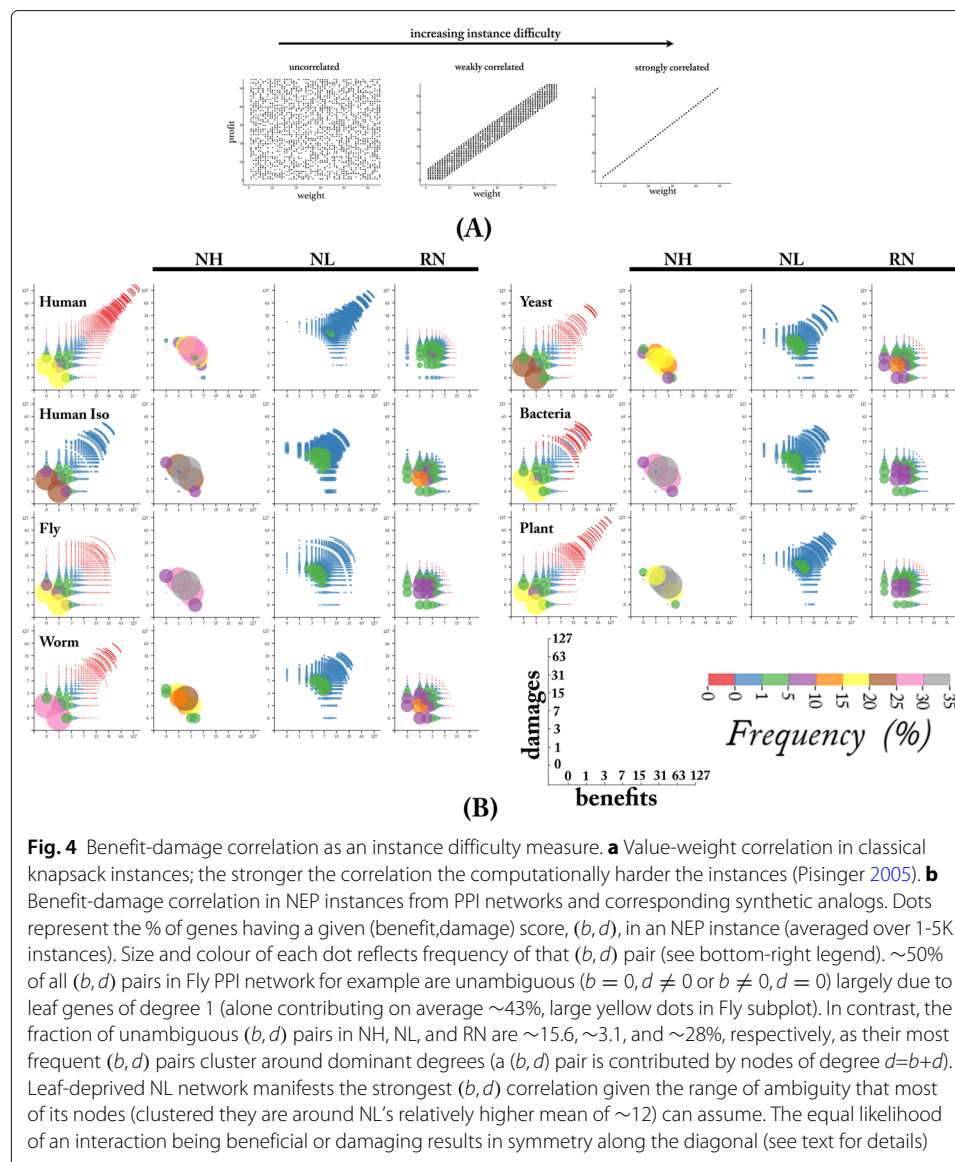 increasing instance difficulty
uncorrelated weakly correlated strongly correlated
profit
weight weight weight
(A)
NH NL RN NH NL RN
Human Yeast
Human Iso Bacteria
Fly Plant
Worm
damages
127
63
31
15
7
3
1
0
0 1 3 7 15 31 63 127
benefits
0 0 1 5 10 15 20 25 30 35
Frequency (%)
(B)
Fig. 4 Benefit-damage correlation as an instance difficulty measure. a Value-weight correlation in classical
knapsack instances; the stronger the correlation the computationally harder the instances (Pisinger 2005). b
Benefit-damage correlation in NEP instances from PPI networks and corresponding synthetic analogs. Dots
represent the % of genes having a given (benefit,damage) score, (b, d), in an NEP instance (averaged over 1-5K
instances). Size and colour of each dot reflects frequency of that (b, d) pair (see bottom-right legend). ~50%
of all (b, d) pairs in Fly PPI network for example are unambiguous (b = 0, d ≠ 0 or b ≠ 0, d = 0) largely due to
leaf genes of degree 1 (alone contributing on average ~43%, large yellow dots in Fly subplot). In contrast, the
fraction of unambiguous (b, d) pairs in NH, NL, and RN are ~15.6, ~3.1, and ~28%, respectively, as their most
frequent (b, d) pairs cluster around dominant degrees (a (b, d) pair is contributed by nodes of degree d=b+d).
Leaf-deprived NL network manifests the strongest (b, d) correlation given the range of ambiguity that most
of its nodes (clustered they are around NL's relatively higher mean of ~12) can assume. The equal likelihood
of an interaction being beneficial or damaging results in symmetry along the diagonal (see text for details)